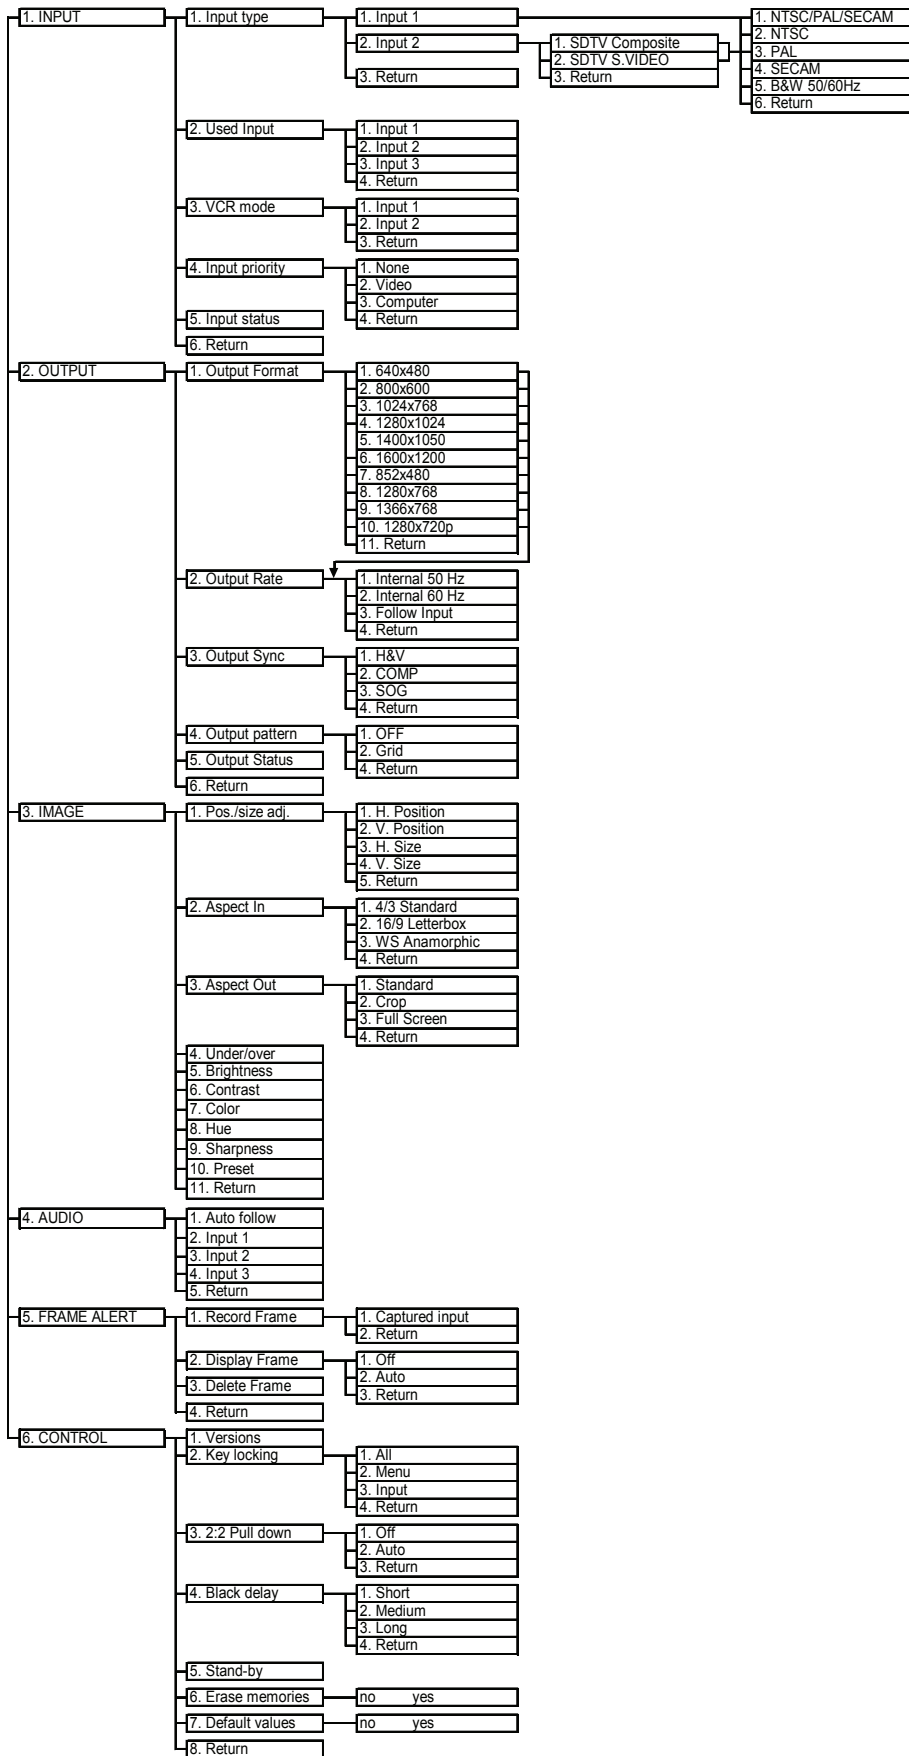 1. INPUT
1. Input type
1. Input 1
1. NTSC/PAL/SECAM
2. NTSC
3. PAL
4. SECAM
5. B&W 50/60Hz
6. Return
2. Input 2
1. SDTV Composite
2. SDTV S.VIDEO
3. Return
3. Return
2. Used Input
1. Input 1
2. Input 2
3. Input 3
4. Return
3. VCR mode
1. Input 1
2. Input 2
3. Return
4. Input priority
1. None
2. Video
3. Computer
4. Return
5. Input status
6. Return
2. OUTPUT
1. Output Format
1. 640x480
2. 800x600
3. 1024x768
4. 1280x1024
5. 1400x1050
6. 1600x1200
7. 852x480
8. 1280x768
9. 1366x768
10. 1280x720p
11. Return
2. Output Rate
1. Internal 50 Hz
2. Internal 60 Hz
3. Follow Input
4. Return
3. Output Sync
1. H&V
2. COMP
3. SOG
4. Return
4. Output pattern
1. OFF
2. Grid
4. Return
5. Output Status
6. Return
3. IMAGE
1. Pos./size adj.
1. H. Position
2. V. Position
3. H. Size
4. V. Size
5. Return
2. Aspect In
1. 4/3 Standard
2. 16/9 Letterbox
3. WS Anamorphic
4. Return
3. Aspect Out
1. Standard
2. Crop
3. Full Screen
4. Return
4. Under/over
5. Brightness
6. Contrast
7. Color
8. Hue
9. Sharpness
10. Preset
11. Return
4. AUDIO
1. Auto follow
2. Input 1
3. Input 2
4. Input 3
5. Return
5. FRAME ALERT
1. Record Frame
1. Captured input
2. Return
2. Display Frame
1. Off
2. Auto
3. Return
3. Delete Frame
4. Return
6. CONTROL
1. Versions
2. Key locking
1. All
2. Menu
3. Input
4. Return
3. 2:2 Pull down
1. Off
2. Auto
3. Return
4. Black delay
1. Short
2. Medium
3. Long
4. Return
5. Stand-by
6. Erase memories
no yes
7. Default values
no yes
8. Return